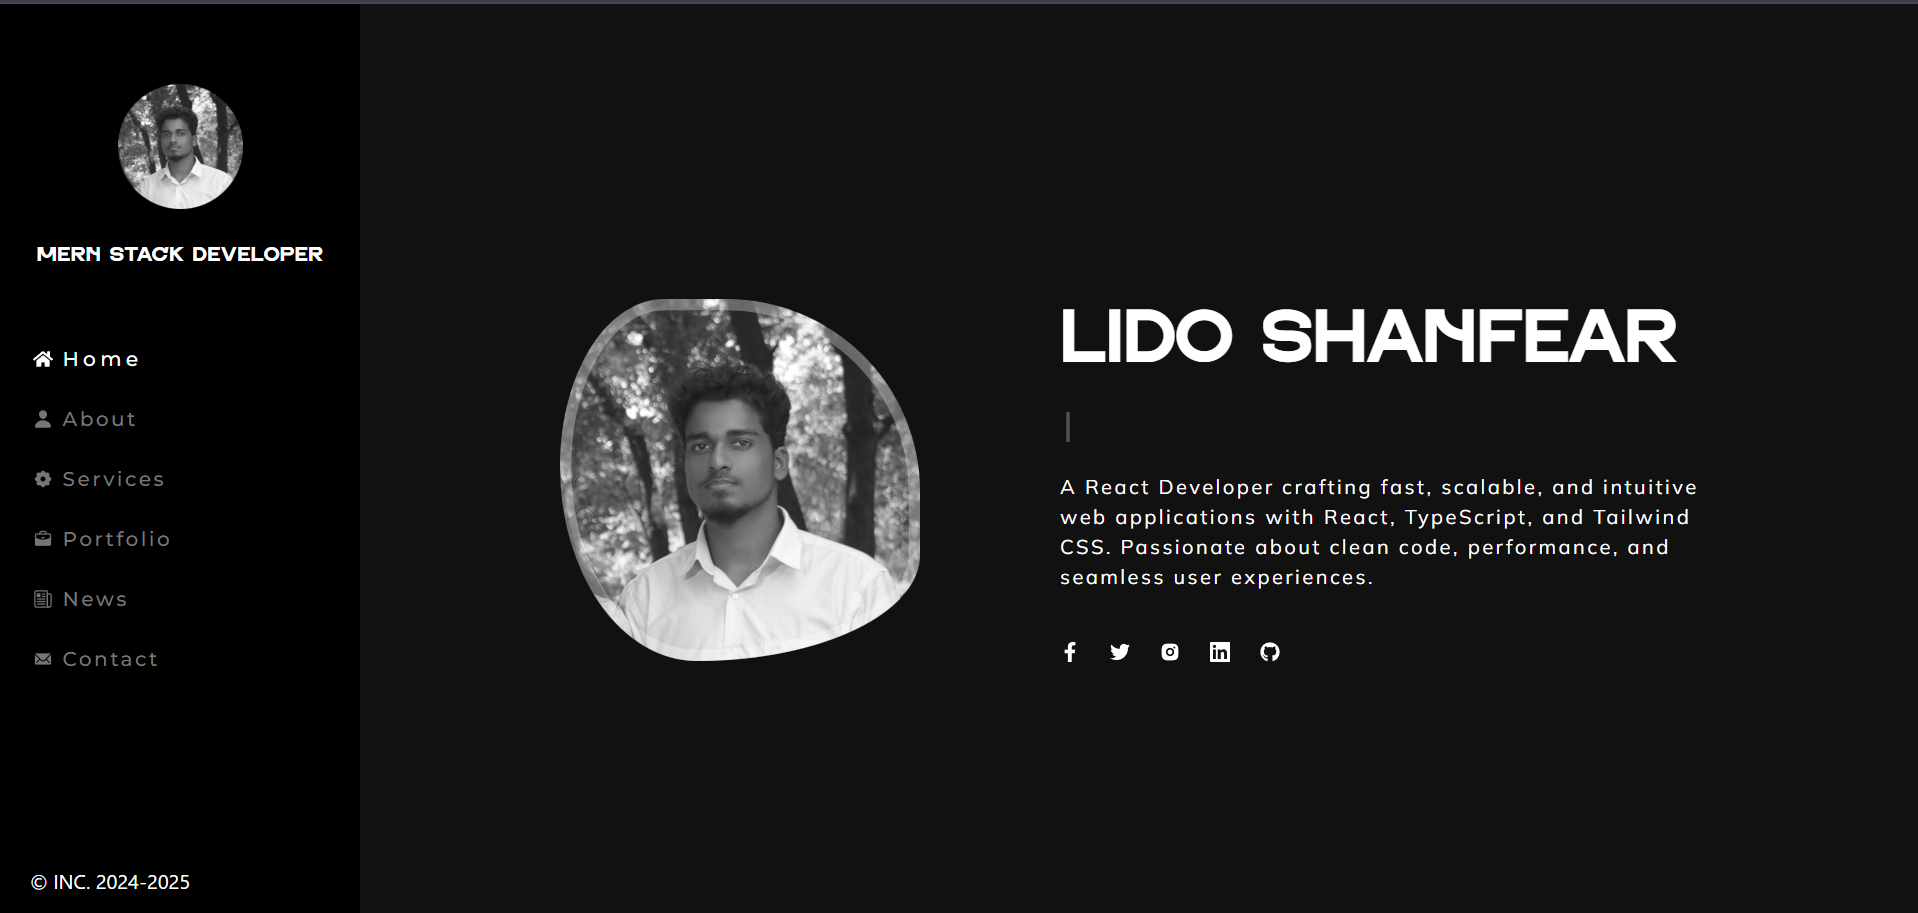 MERN STACK DEVELOPER
Home
About
Services
Portfolio
News
Contact
© INC. 2024-2025
LIDO SHANFEAR
A React Developer crafting fast, scalable, and intuitive
web applications with React, TypeScript, and Tailwind
CSS. Passionate about clean code, performance, and
seamless user experiences.